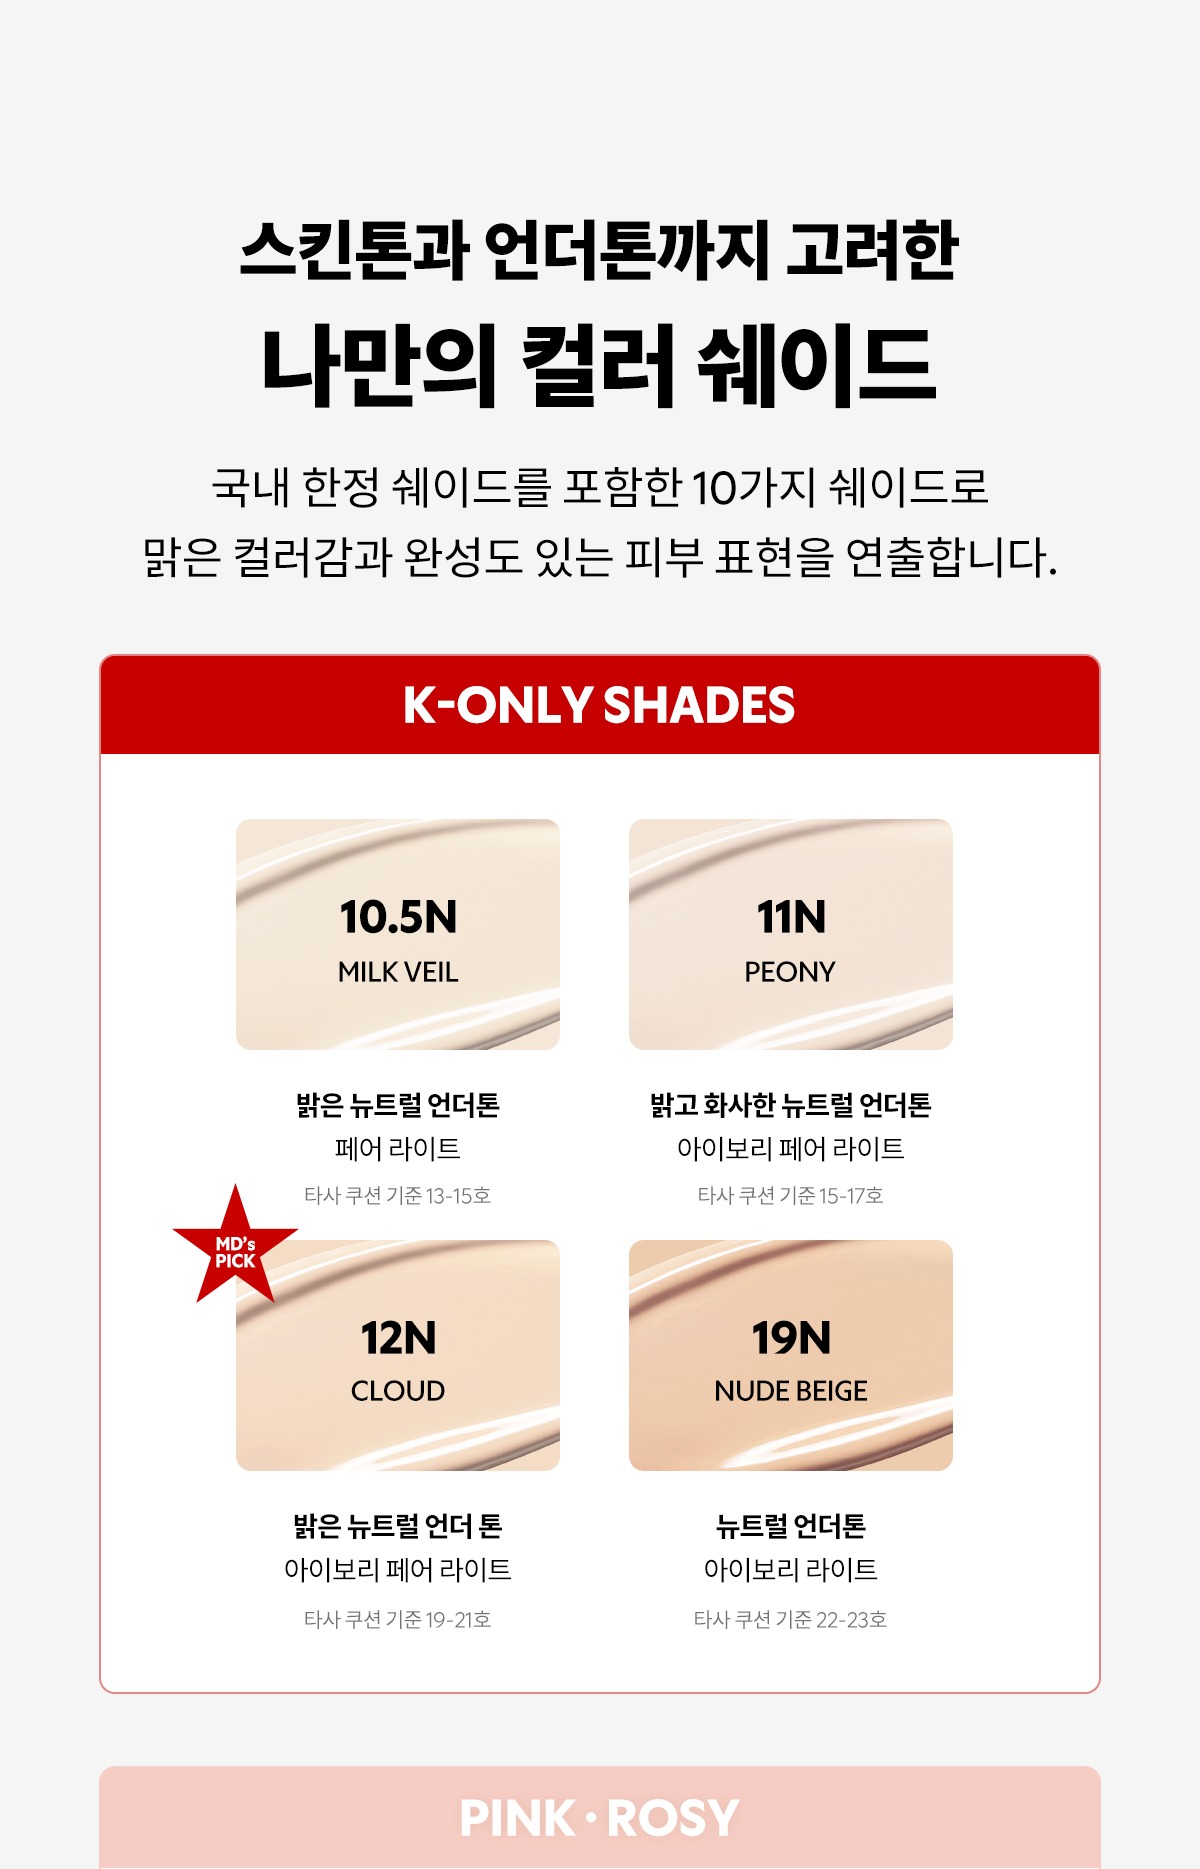 스킨톤과 언더톤까지 고려한
나만의 컬러 쉐이드
국내 한정 쉐이드를 포함한 10가지 쉐이드로
맑은 컬러감과 완성도 있는 피부 표현을 연출합니다.
K-ONLY SHADES
10.5N
MILK VEIL
밝은 뉴트럴 언더톤
페어 라이트
타사 쿠션 기준 13-15호
11N
PEONY
밝고 화사한 뉴트럴 언더톤
아이보리 페어 라이트
타사 쿠션 기준 15-17호
MD's
PICK
12N
CLOUD
밝은 뉴트럴 언더 톤
아이보리 페어 라이트
타사 쿠션 기준 19-21호
19N
NUDE BEIGE
뉴트럴 언더톤
아이보리 라이트
타사 쿠션 기준 22-23호
PINK · ROSY